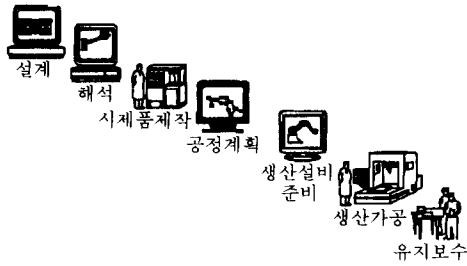 설계
해석
시제품제작
공정계획
생산설비
준비
생산가공
유지보수